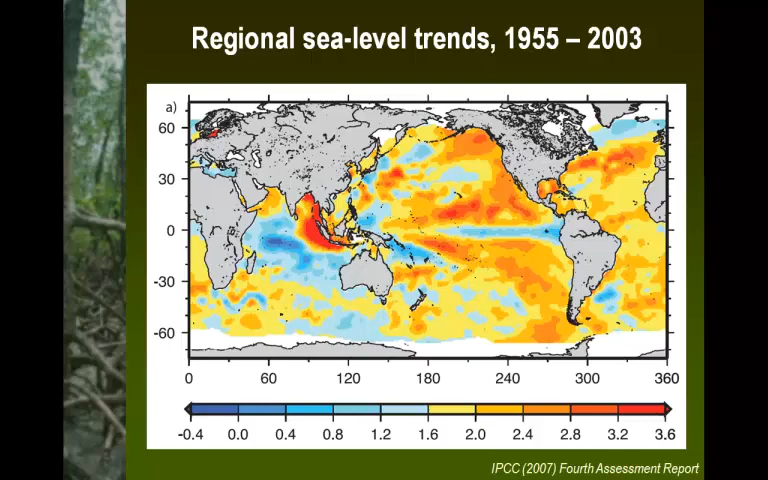 Regional sea-level trends, 1955 – 2003
a)
60
30
0
-30
-60
0 60 120 180 240 300 360
-0.4 0.0 0.4 0.8 1.2 1.6 2.0 2.4 2.8 3.2 3.6
IPCC (2007) Fourth Assessment Report